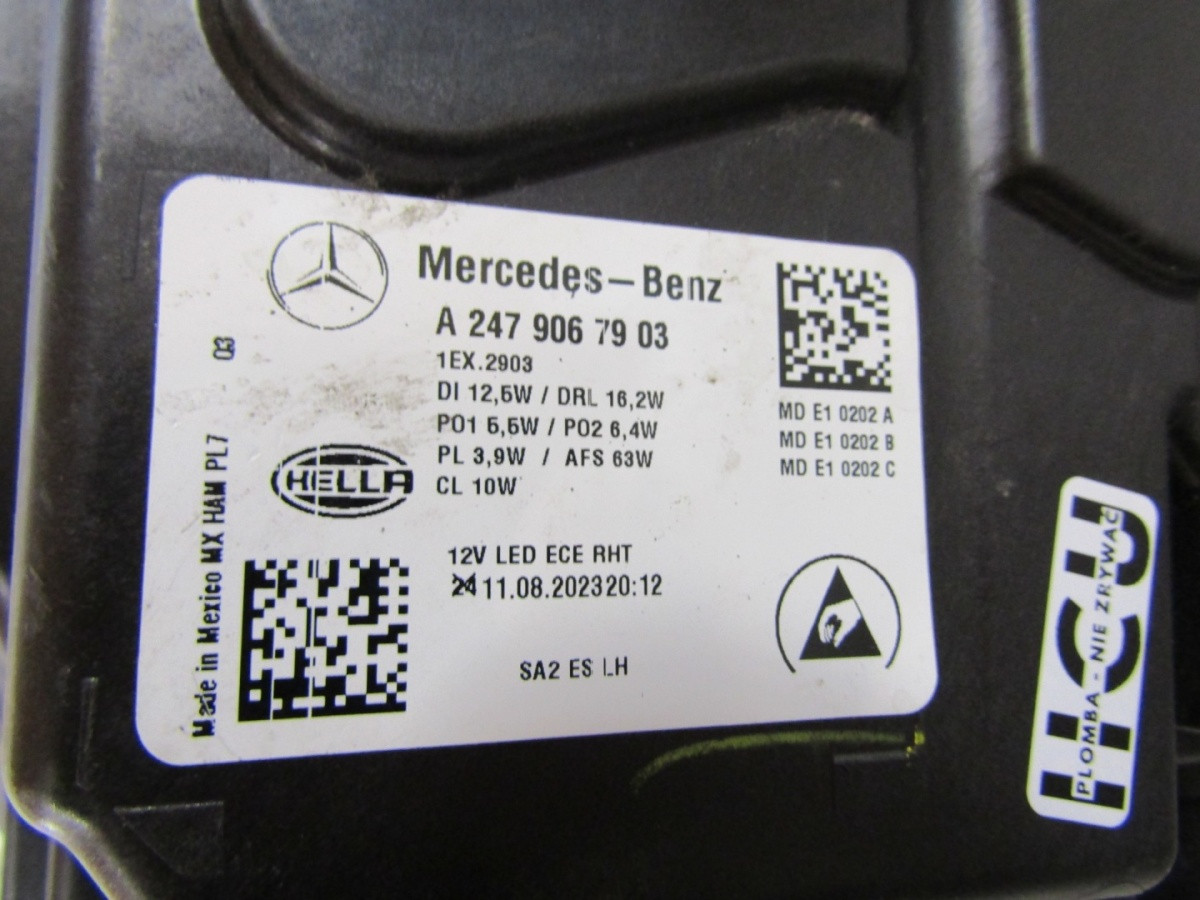 Mercedes-Benz
A 247 906 79 03
1EX.2903
DI 12,5W / DRL 16,2W
PO1 5,5W / PO2 6,4W
PL 3,9W / AFS 63W
CL 10W
MD E1 0202 A
MD E1 0202 B
MD E1 0202 C
HELLA
12V LED ECE RHT
24 11.08.202320:12
SA2 ES LH
Made in Mexico MX HAM PL7 03
HCU
PLOMBA - NIE ZRYWAĆ